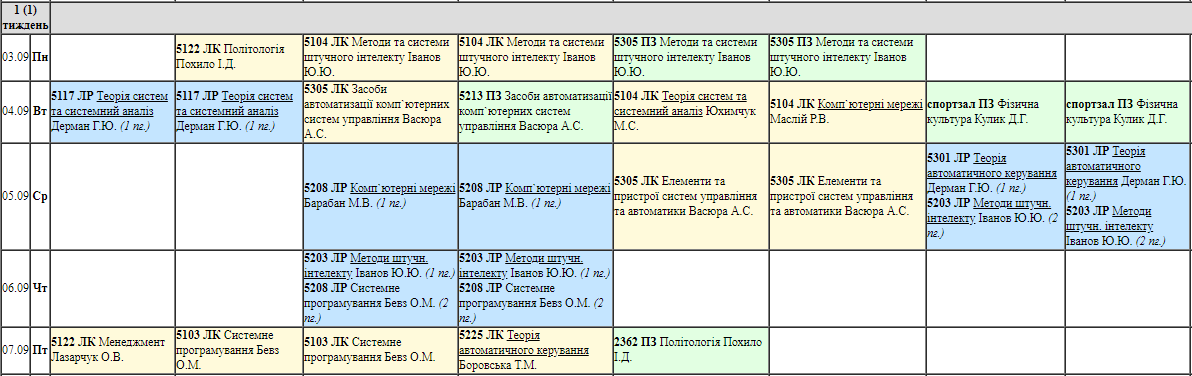 1 (1)
тиждень
03.09 Пн
5122 ЛК Політологія
Похило І.Д.
5104 ЛК Методи та системи
штучного інтелекту Іванов
Ю.Ю.
5104 ЛК Методи та системи
штучного інтелекту Іванов
Ю.Ю.
5305 ПЗ Методи та системи
штучного інтелекту Іванов
Ю.Ю.
5305 ПЗ Методи та системи
штучного інтелекту Іванов
Ю.Ю.
04.09 Вт
5117 ЛР Теорія систем
та системний аналіз
Дерман Г.Ю. (1 пг.)
5117 ЛР Теорія систем
та системний аналіз
Дерман Г.Ю. (1 пг.)
5305 ЛК Засоби
автоматизації комп`ютерних
систем управління Васюра
А.С.
5213 ПЗ Засоби автоматизації
комп`ютерних систем
управління Васюра А.С.
5104 ЛК Теорія систем та
системний аналіз Юхимчук
М.С.
5104 ЛК Комп`ютерні мережі
Маслій Р.В.
спортзал ПЗ Фізична
культура Кулик Д.Г.
спортзал ПЗ Фізична
культура Кулик Д.Г.
05.09 Ср
5208 ЛР Комп`ютерні мережі
Барабан М.В. (1 пг.)
5208 ЛР Комп`ютерні мережі
Барабан М.В. (1 пг.)
5305 ЛК Елементи та
пристрої систем управління
та автоматики Васюра А.С.
5305 ЛК Елементи та
пристрої систем управління
та автоматики Васюра А.С.
5301 ЛР Теорія
автоматичного керування
Дерман Г.Ю. (1 пг.)
5203 ЛР Методи штучн.
інтелекту Іванов Ю.Ю. (2
пг.)
5301 ЛР Теорія
автоматичного
керування Дерман Г.Ю.
(1 пг.)
5203 ЛР Методи
штучн. інтелекту
Іванов Ю.Ю. (2 пг.)
06.09 Чт
5203 ЛР Методи штучн.
інтелекту Іванов Ю.Ю. (1 пг.)
5208 ЛР Системне
програмування Бевз О.М. (2
пг.)
5203 ЛР Методи штучн.
інтелекту Іванов Ю.Ю. (1 пг.)
5208 ЛР Системне
програмування Бевз О.М. (2
пг.)
07.09 Пт
5122 ЛК Менеджмент
Лазарчук О.В.
5103 ЛК Системне
програмування Бевз
О.М.
5103 ЛК Системне
програмування Бевз О.М.
5225 ЛК Теорія
автоматичного керування
Боровська Т.М.
2362 ПЗ Політологія Похило
І.Д.